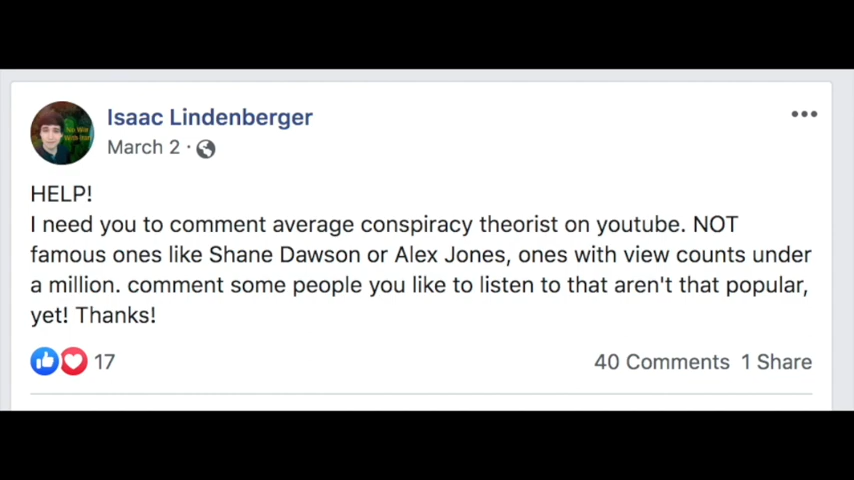 Isaac Lindenberger
March 2 ·
HELP!
I need you to comment average conspiracy theorist on youtube. NOT
famous ones like Shane Dawson or Alex Jones, ones with view counts under
a million. comment some people you like to listen to that aren't that popular,
yet! Thanks!
17
40 Comments 1 Share